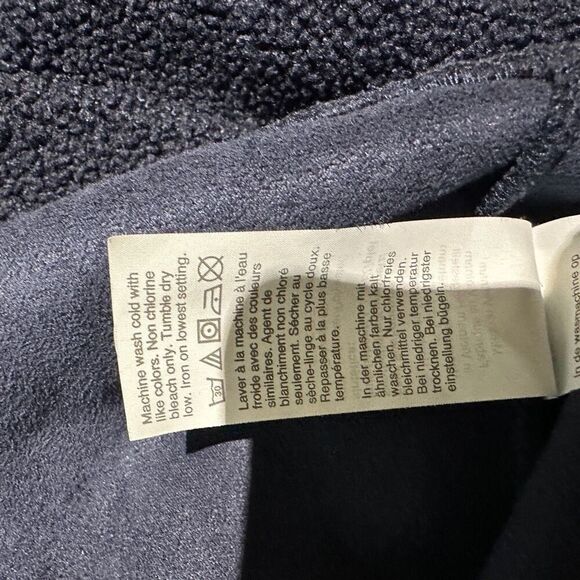 Machine wash cold with
like colors. Non chlorine
bleach only. Tumble dry
low. Iron on lowest setting.
30
Laver à la machine à l'eau
froide avec des couleurs
similaires. Agent de
blanchiment non chloré
seulement. Sécher au
sèche-linge au cycle doux.
Repasser à la plus basse
température.
In der maschine mit
ähnlichen farben kalt
waschen. Nur chlorfreies
bleichmittel verwenden.
Bei niedriger temperatur
trocknen. Bei niedrigster
einstellung bügeln.
In de wasmachine op